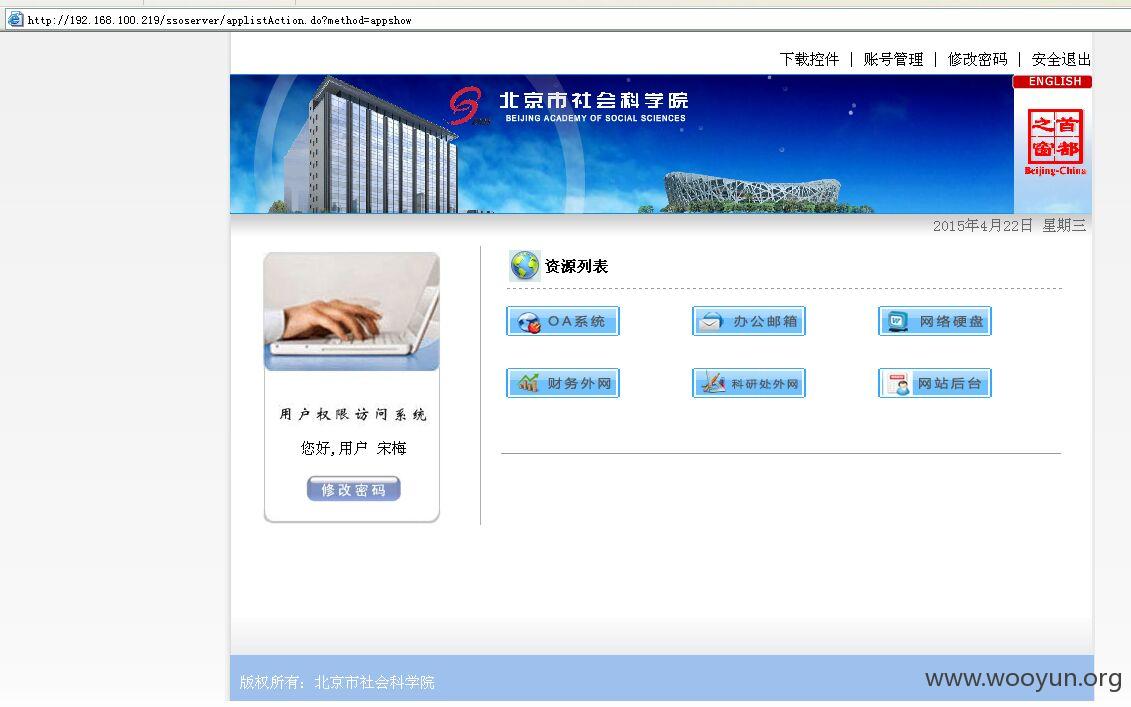 http://192.168.100.219/ssoserver/applistAction.do?method=appshow
下载控件 | 账号管理 | 修改密码 | 安全退出
ENGLISH
北京市社会科学院
BEIJING ACADEMY OF SOCIAL SCIENCES
首都之窗
Beijing-China
2015年4月22日 星期三
资源列表
OA系统 办公邮箱 网络硬盘
财务外网 科研处外网 网站后台
用户权限访问系统
您好,用户 宋梅
修改密码
版权所有: 北京市社会科学院
www.wooyun.org